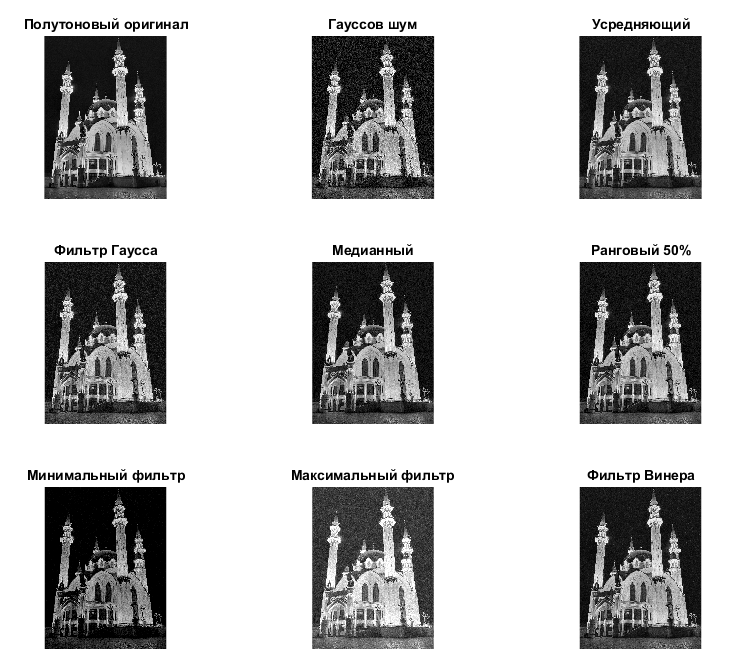 Полутоновый оригинал
Гауссов шум
Усредняющий
Фильтр Гаусса
Медианный
Ранговый 50%
Минимальный фильтр
Максимальный фильтр
Фильтр Винера